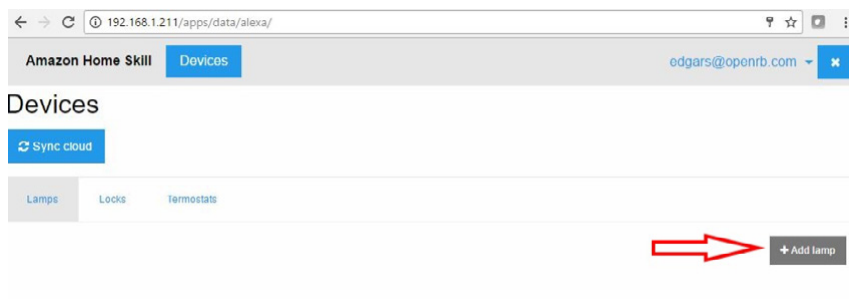 192.168.1.211/apps/data/alexa/
Amazon Home Skill Devices edgars@openrb.com
Devices
Sync cloud
Lamps Locks Termostats
+ Add lamp